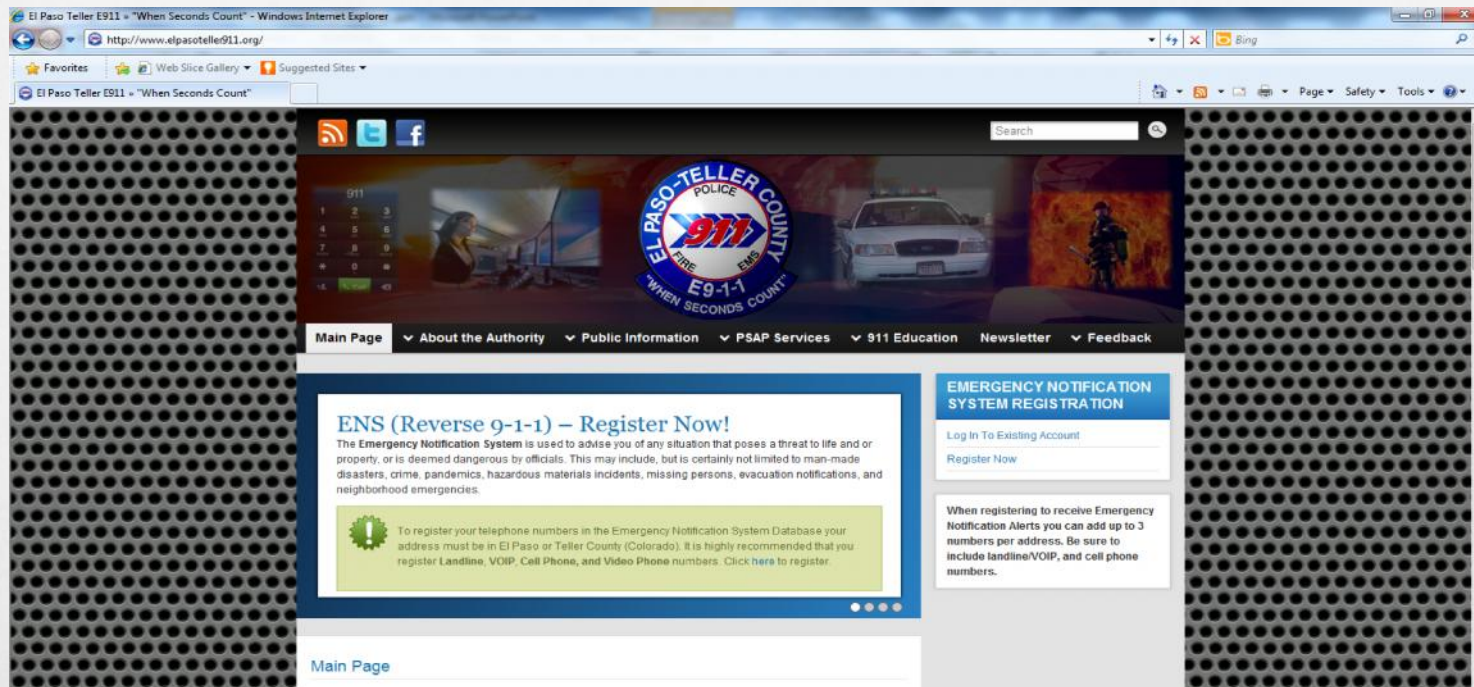 El Paso Teller E911 » "When Seconds Count" - Windows Internet Explorer
http://www.elpasoteller911.org/
Bing
Favorites Web Slice Gallery Suggested Sites
El Paso Teller E911 » "When Seconds Count"
Page Safety Tools
Search
911
1 2 3
4 5 6
7 8 9
* 0 #
EL PASO-TELLER COUNTY
POLICE
911
FIRE EMS
E9-1-1
"WHEN SECONDS COUNT"
Main Page About the Authority Public Information PSAP Services 911 Education Newsletter Feedback
ENS (Reverse 9-1-1) – Register Now!
The Emergency Notification System is used to advise you of any situation that poses a threat to life and or
property, or is deemed dangerous by officials. This may include, but is certainly not limited to man-made
disasters, crime, pandemics, hazardous materials incidents, missing persons, evacuation notifications, and
neighborhood emergencies.
To register your telephone numbers in the Emergency Notification System Database your
address must be in El Paso or Teller County (Colorado). It is highly recommended that you
register Landline, VOIP, Cell Phone, and Video Phone numbers. Click here to register.
EMERGENCY NOTIFICATION
SYSTEM REGISTRATION
Log In To Existing Account
Register Now
When registering to receive Emergency
Notification Alerts you can add up to 3
numbers per address. Be sure to
include landline/VOIP, and cell phone
numbers.
Main Page